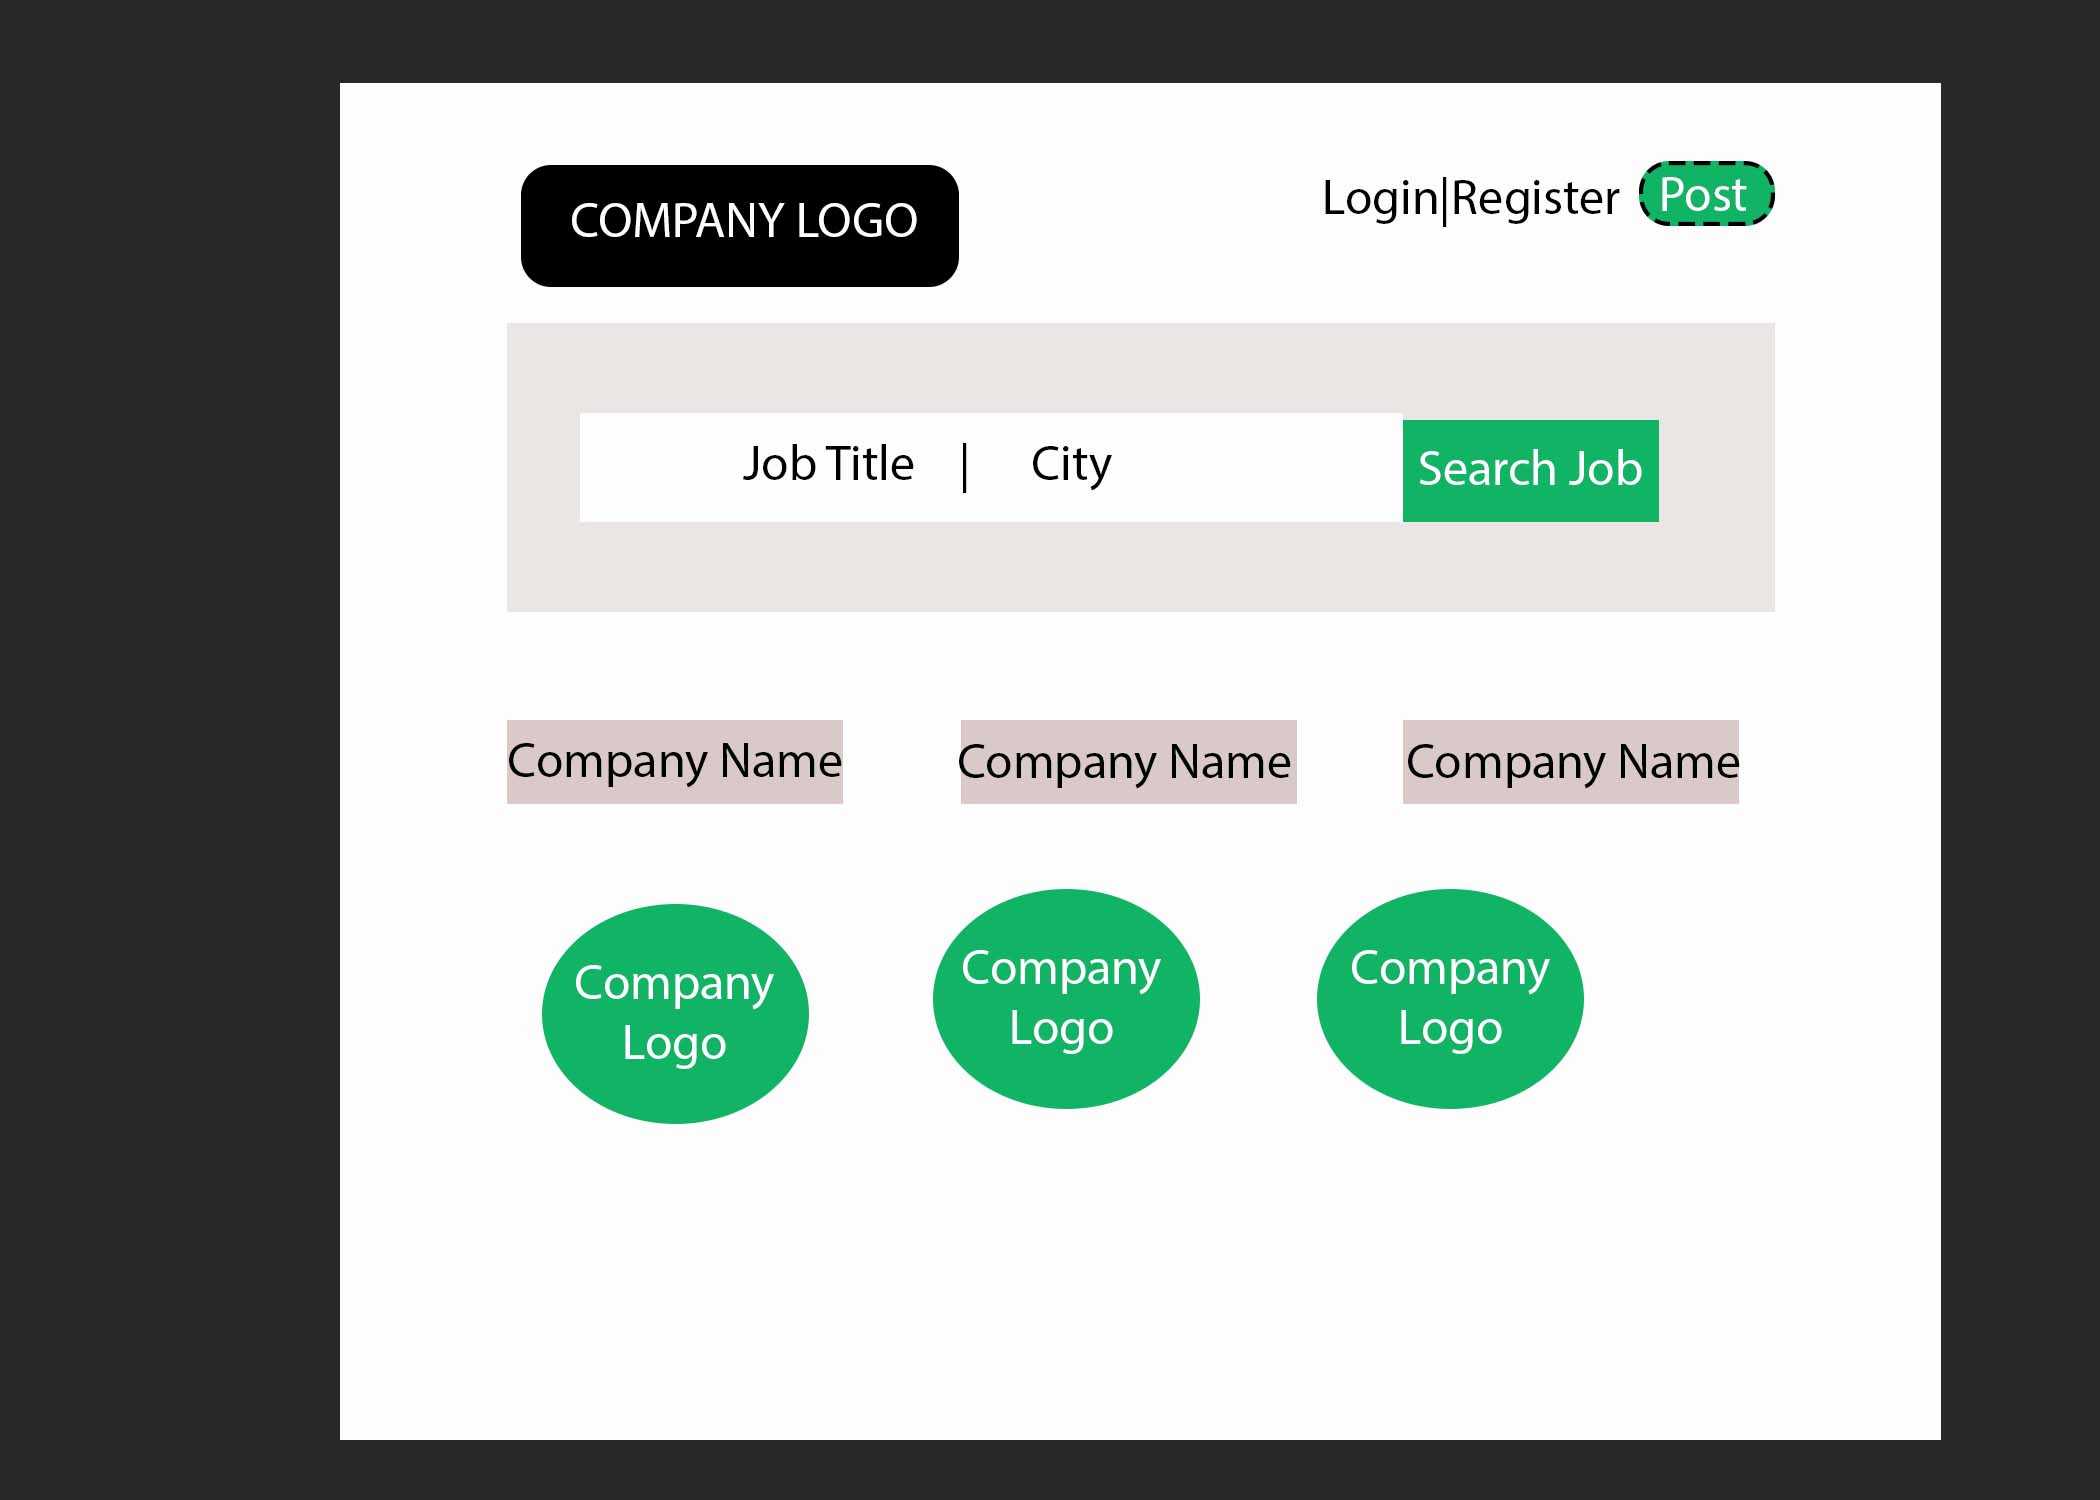 COMPANY LOGO
Login|Register
Post
Job Title | City
Search Job
Company Name
Company Name
Company Name
Company
Logo
Company
Logo
Company
Logo